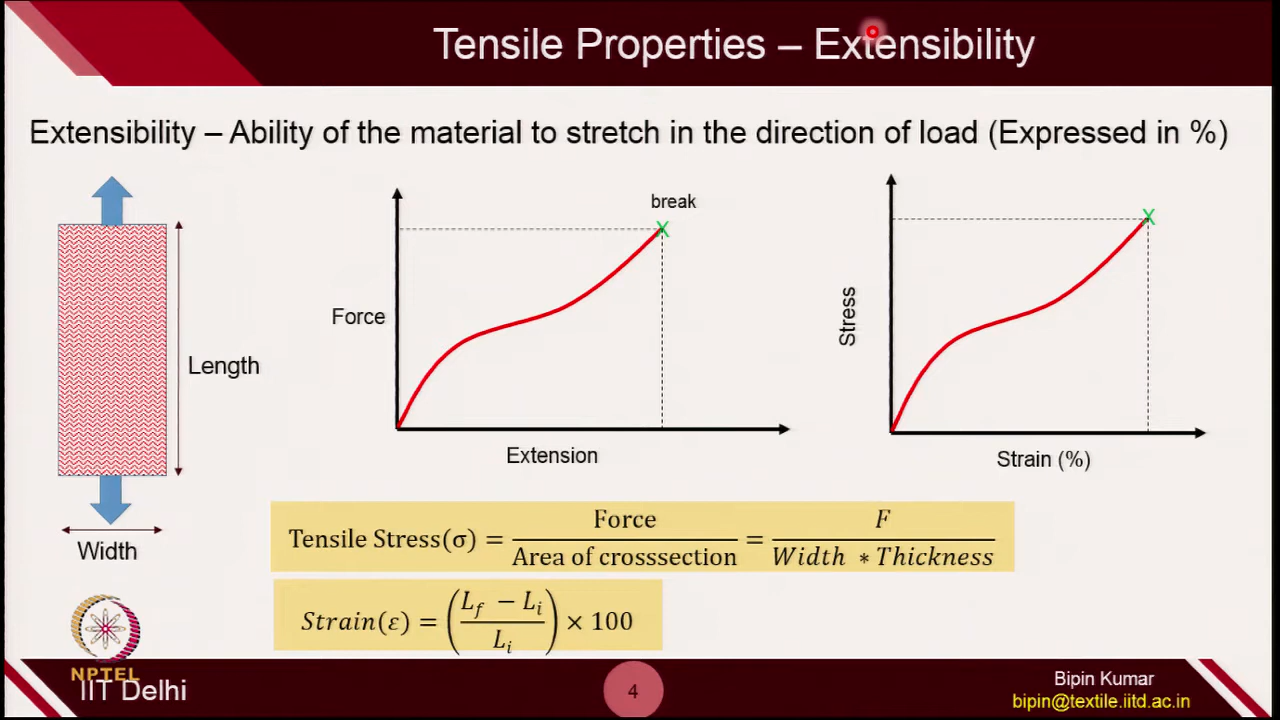 Tensile Properties – Extensibility
Extensibility – Ability of the material to stretch in the direction of load (Expressed in %)
Length
Width
break
X
Force
Extension
X
Stress
Strain (%)
Tensile Stress(σ) = Force / Area of crosssection = F / Width * Thickness
Strain(ε) = (L_f − L_i / L_i) × 100
NPTEL
IIT Delhi
4
Bipin Kumar
bipin@textile.iitd.ac.in